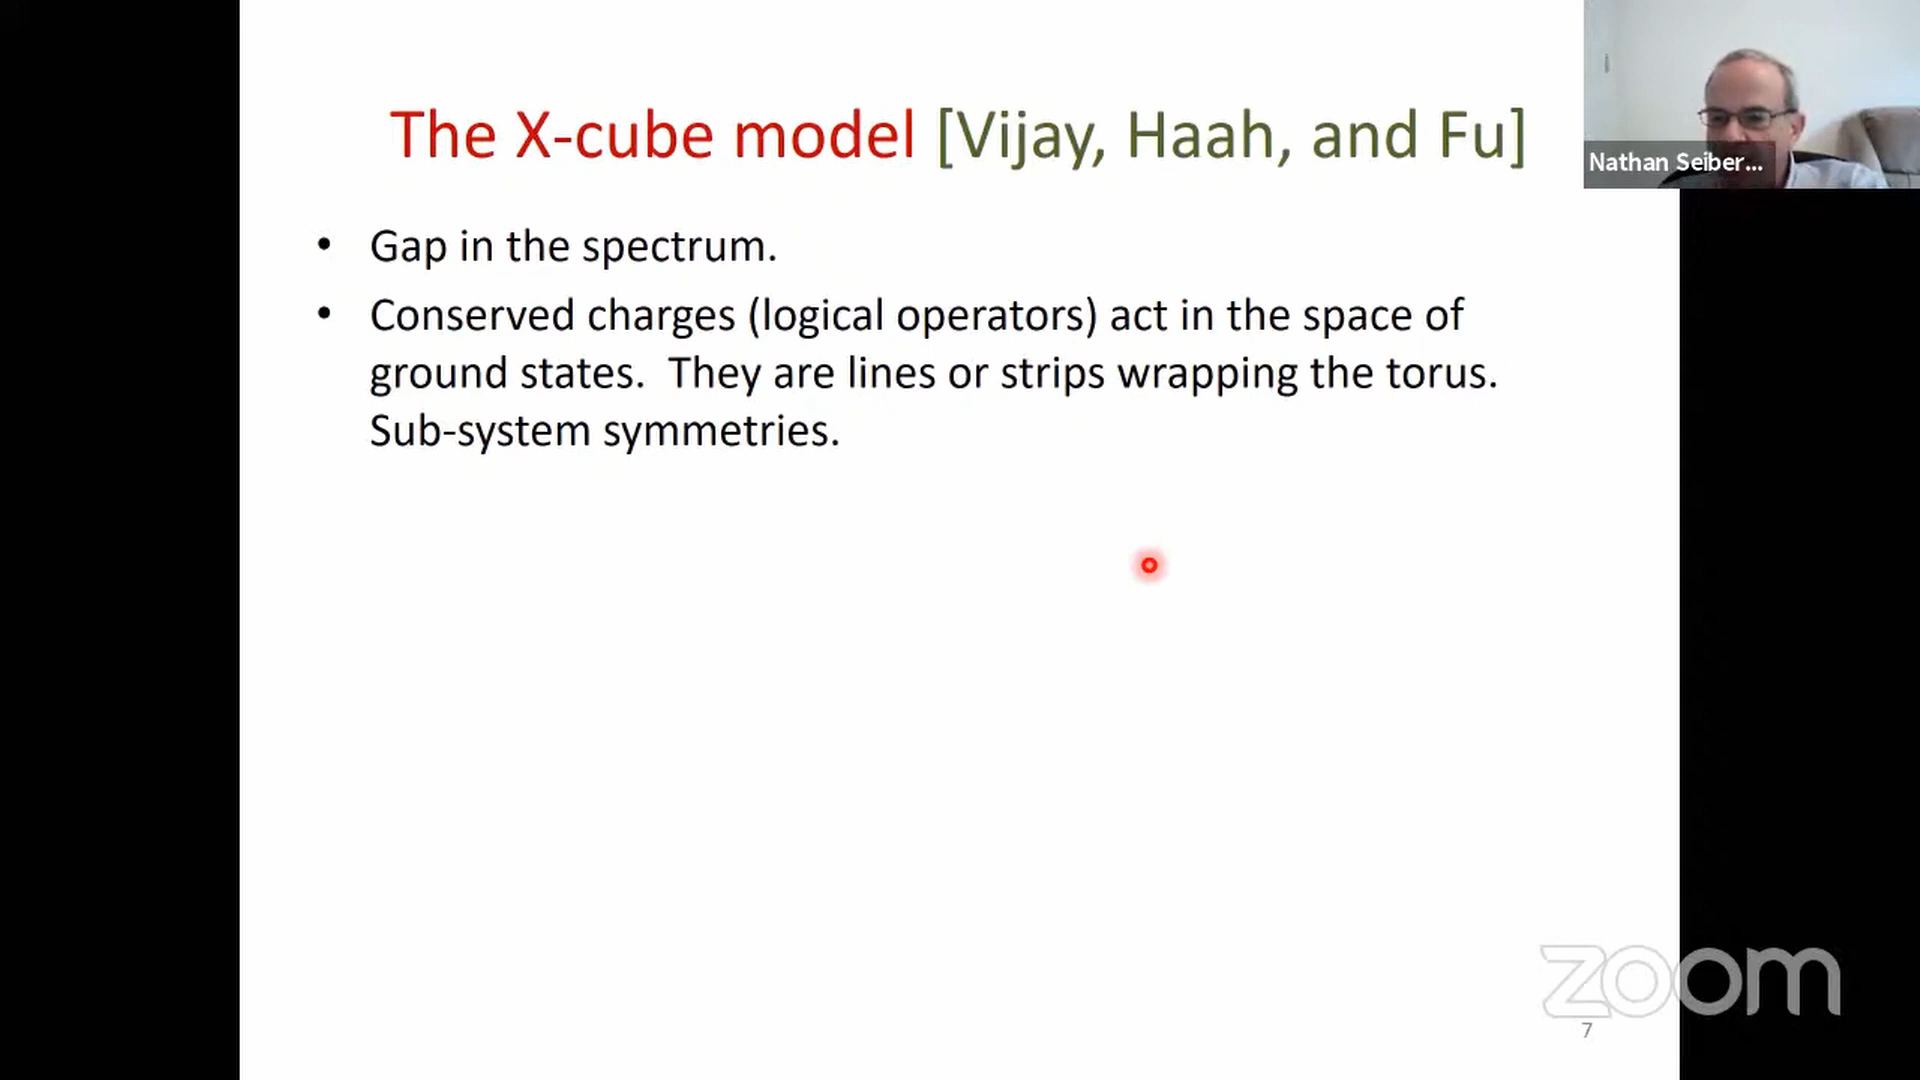 The X-cube model [Vijay, Haah, and Fu]
Nathan Seiber...
• Gap in the spectrum.
• Conserved charges (logical operators) act in the space of
ground states. They are lines or strips wrapping the torus.
Sub-system symmetries.
zoom
7